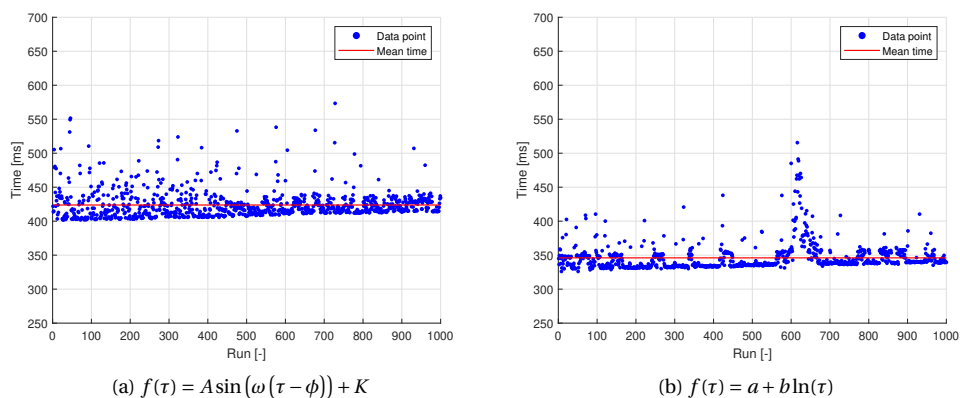 700
650
600
550
500
450
400
350
300
250
Time [ms]
0 100 200 300 400 500 600 700 800 900 1000
Run [-]
Data point
Mean time
(a) f(τ) = A sin(ω(τ − ϕ)) + K
700
650
600
550
500
450
400
350
300
250
Time [ms]
0 100 200 300 400 500 600 700 800 900 1000
Run [-]
Data point
Mean time
(b) f(τ) = a + b ln(τ)